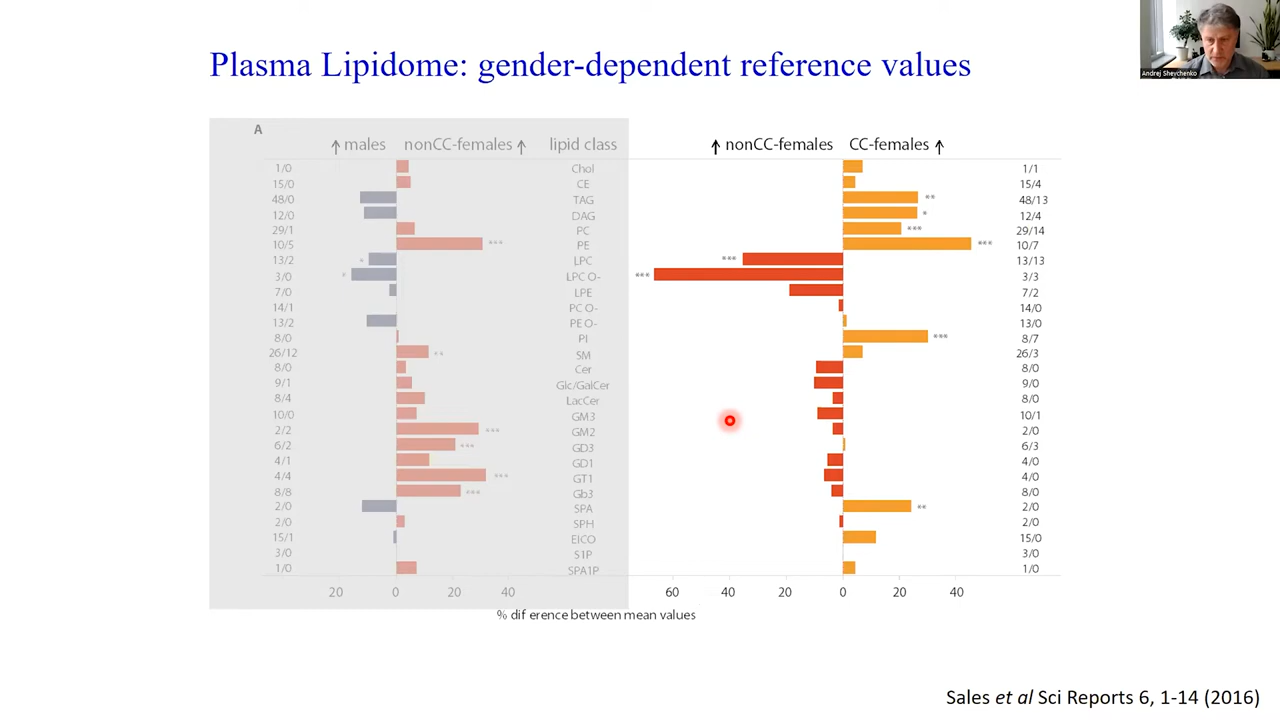 Andrej Shevchenko
Plasma Lipidome: gender-dependent reference values
A
↑ males nonCC-females ↑ lipid class ↑ nonCC-females CC-females ↑
1/0 Chol 1/1
15/0 CE 15/4
48/0 TAG ** 48/13
12/0 DAG * 12/4
29/1 PC *** 29/14
10/5 *** PE *** 10/7
13/2 * LPC *** 13/13
3/0 * LPC O- *** 3/3
7/0 LPE 7/2
14/1 PC O- 14/0
13/2 PE O- 13/0
8/0 PI *** 8/7
26/12 ** SM 26/3
8/0 Cer 8/0
9/1 Glc/GalCer 9/0
8/4 LacCer 8/0
10/0 GM3 10/1
2/2 *** GM2 2/0
6/2 *** GD3 6/3
4/1 GD1 4/0
4/4 *** GT1 4/0
8/8 *** Gb3 8/0
2/0 SPA ** 2/0
2/0 SPH 2/0
15/1 EICO 15/0
3/0 S1P 3/0
1/0 SPA1P 1/0
20 0 20 40 60 40 20 0 20 40
% dif erence between mean values
Sales et al Sci Reports 6, 1-14 (2016)